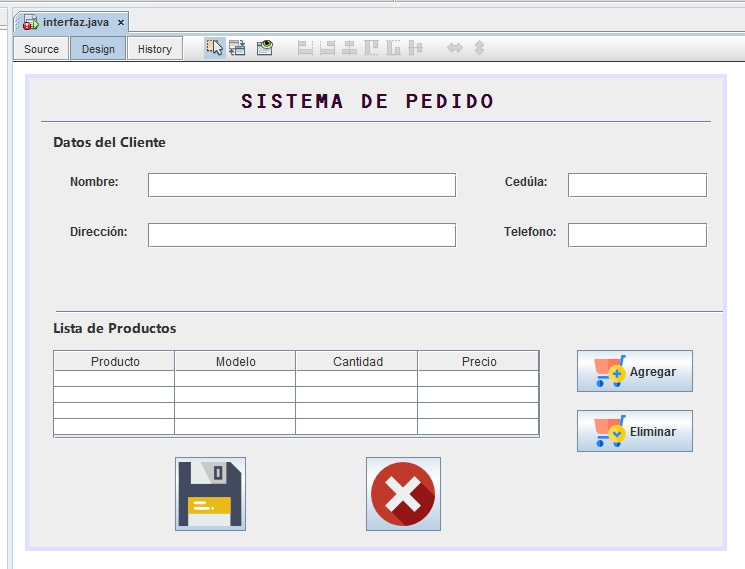 interfaz.java
Source Design History
SISTEMA DE PEDIDO
Datos del Cliente
Nombre: Cedúla:
Dirección: Telefono:
Lista de Productos
Producto Modelo Cantidad Precio
Agregar
Eliminar